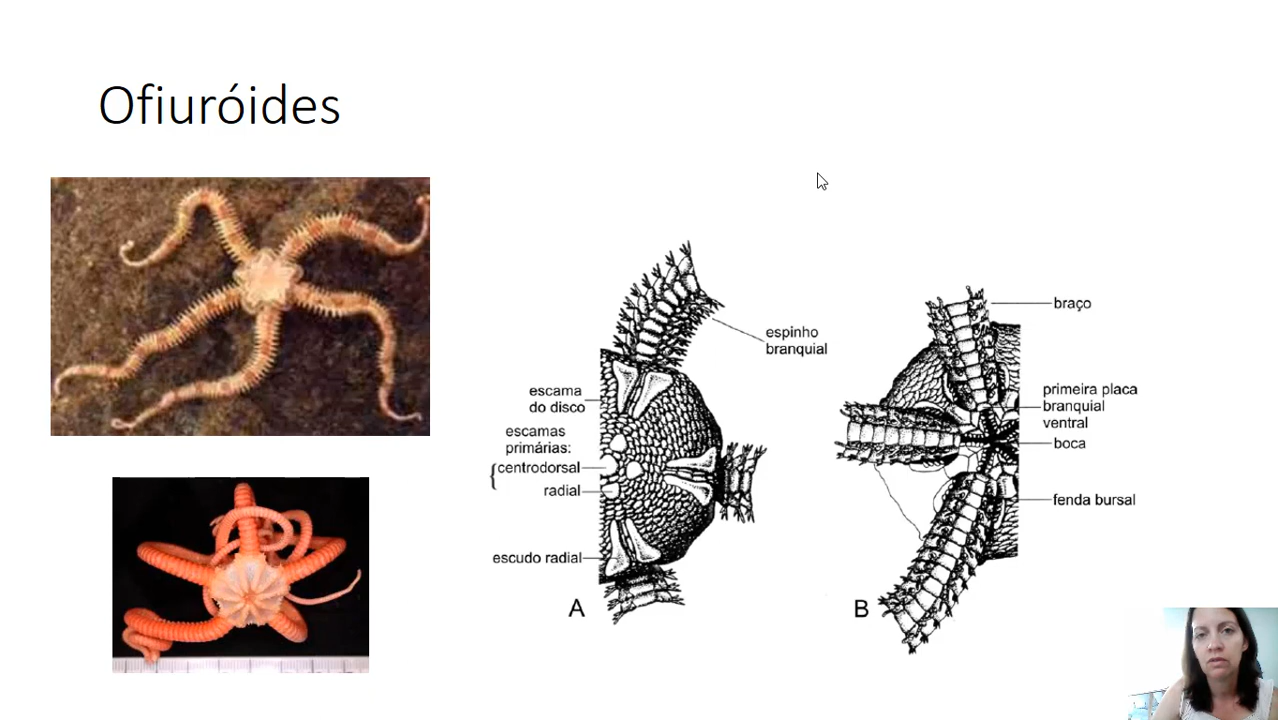 Ofiuróides
espinho
branquial
escama
do disco
escamas
primárias:
centrodorsal
radial
escudo radial
A
braço
primeira placa
branquial
ventral
boca
fenda bursal
B